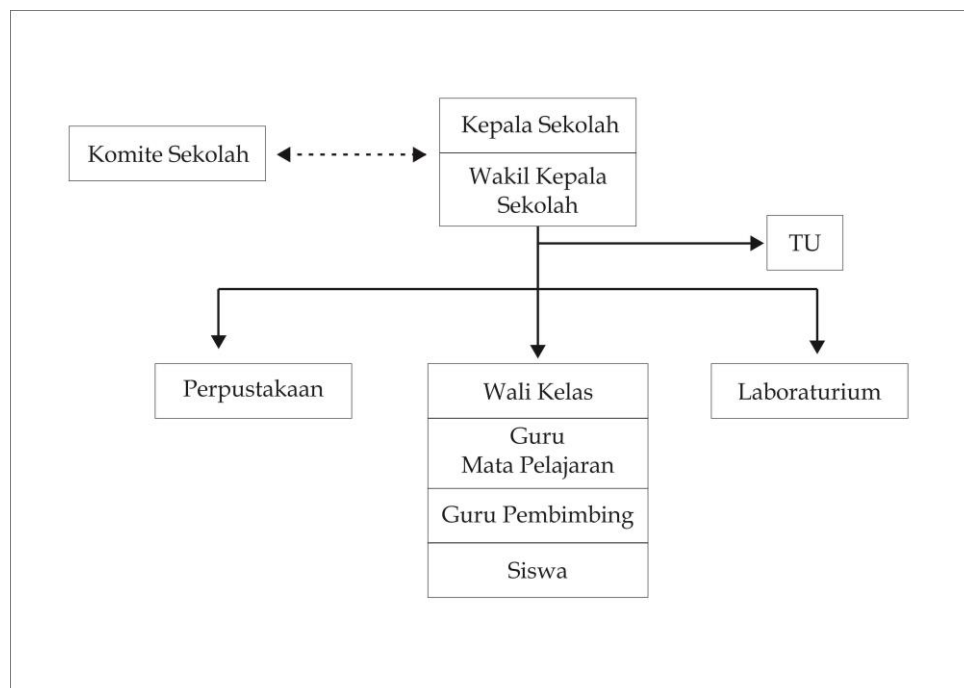 Kepala Sekolah
Komite Sekolah
Wakil Kepala
Sekolah
TU
Perpustakaan
Wali Kelas
Laboraturium
Guru
Mata Pelajaran
Guru Pembimbing
Siswa